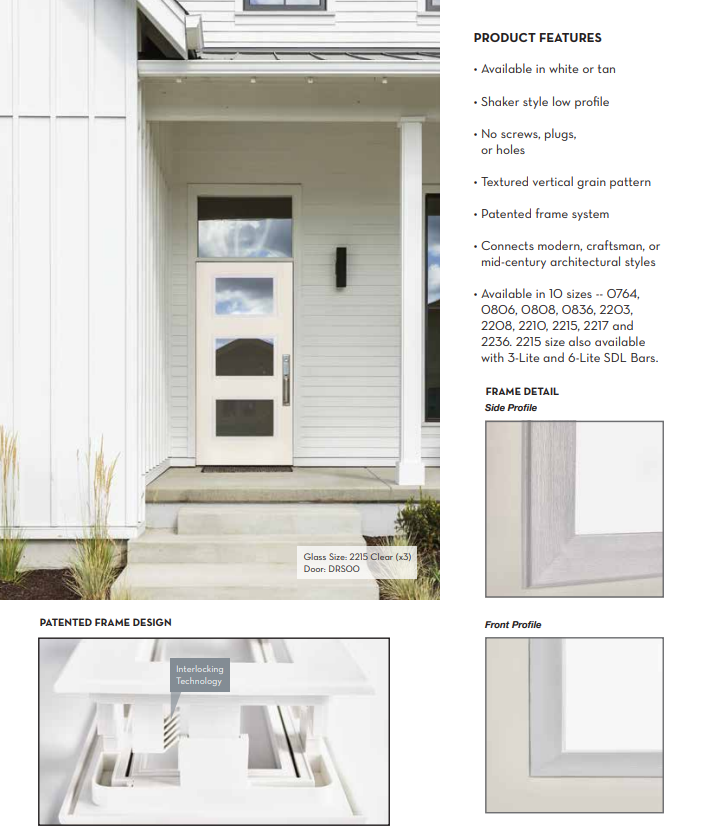 PRODUCT FEATURES
• Available in white or tan
• Shaker style low profile
• No screws, plugs,
or holes
• Textured vertical grain pattern
• Patented frame system
• Connects modern, craftsman, or
mid-century architectural styles
• Available in 10 sizes -- 0764,
0806, 0808, 0836, 2203,
2208, 2210, 2215, 2217 and
2236. 2215 size also available
with 3-Lite and 6-Lite SDL Bars.
FRAME DETAIL
Side Profile
Glass Size: 2215 Clear (x3)
Door: DRS00
Front Profile
PATENTED FRAME DESIGN
Interlocking
Technology